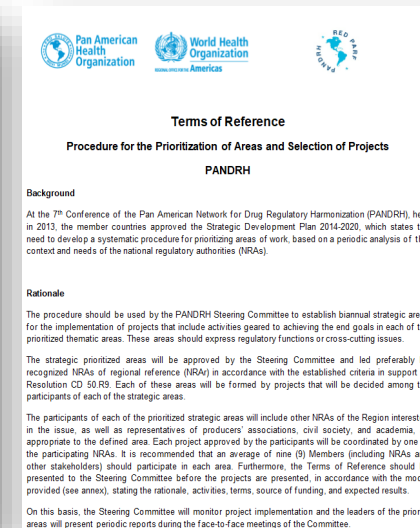 Pan American
Health
Organization
World Health
Organization
REGIONAL OFFICE FOR THE Americas
RED PARF
PANDRH
Terms of Reference
Procedure for the Prioritization of Areas and Selection of Projects
PANDRH
Background
At the 7th Conference of the Pan American Network for Drug Regulatory Harmonization (PANDRH), he
in 2013, the member countries approved the Strategic Development Plan 2014-2020, which states t
need to develop a systematic procedure for prioritizing areas of work, based on a periodic analysis of t
context and needs of the national regulatory authorities (NRAs).
Rationale
The procedure should be used by the PANDRH Steering Committee to establish biannual strategic are
for the implementation of projects that include activities geared to achieving the end goals in each of t
prioritized thematic areas. These areas should express regulatory functions or cross-cutting issues.
The strategic prioritized areas will be approved by the Steering Committee and led preferably
recognized NRAs of regional reference (NRAr) in accordance with the established criteria in support
Resolution CD 50.R9. Each of these areas will be formed by projects that will be decided among t
participants of each of the strategic areas.
The participants of each of the prioritized strategic areas will include other NRAs of the Region interest
in the issue, as well as representatives of producers' associations, civil society, and academia,
appropriate to the defined area. Each project approved by the participants will be coordinated by one
the participating NRAs. It is recommended that an average of nine (9) Members (including NRAs a
other stakeholders) should participate in each area. Furthermore, the Terms of Reference should
presented to the Steering Committee before the projects are presented, in accordance with the mod
provided (see annex), stating the rationale, activities, terms, source of funding, and expected results.
On this basis, the Steering Committee will monitor project implementation and the leaders of the priori
areas will present periodic reports during the face-to-face meetings of the Committee.